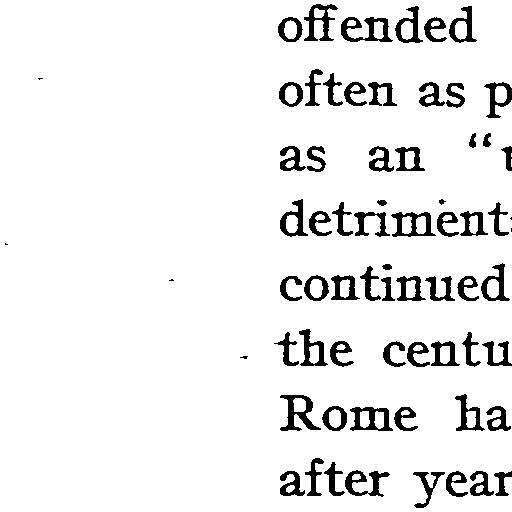 offended
often as p
as an “
detriment
continued
the centu
Rome ha
after year